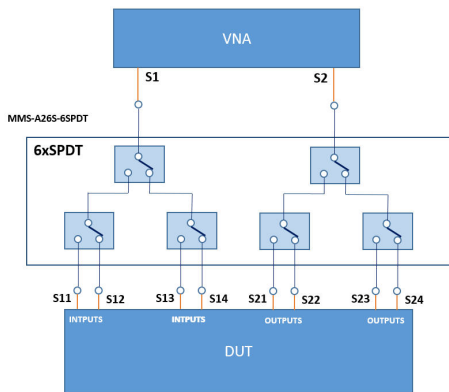 VNA
S1
S2
MMS-A26S-6SPDT
6xSPDT
S11
S12
S13
S14
S21
S22
S23
S24
INTPUTS
INTPUTS
OUTPUTS
OUTPUTS
DUT